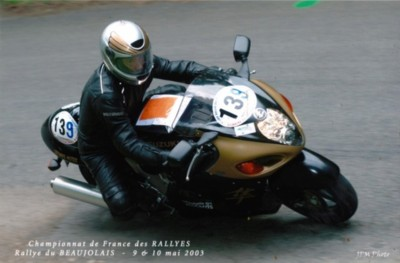 139
139
Championnat de France des RALLYES
Rallye du BEAUJOLAIS - 9 & 10 mai 2003